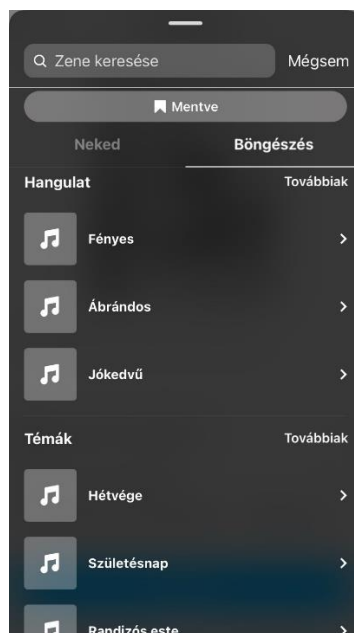 Zene keresése Mégsem
Mentve
Neked Böngészés
Hangulat Továbbiak
Fényes
Ábrándos
Jókedvű
Témák Továbbiak
Hétvége
Születésnap
Randizós este